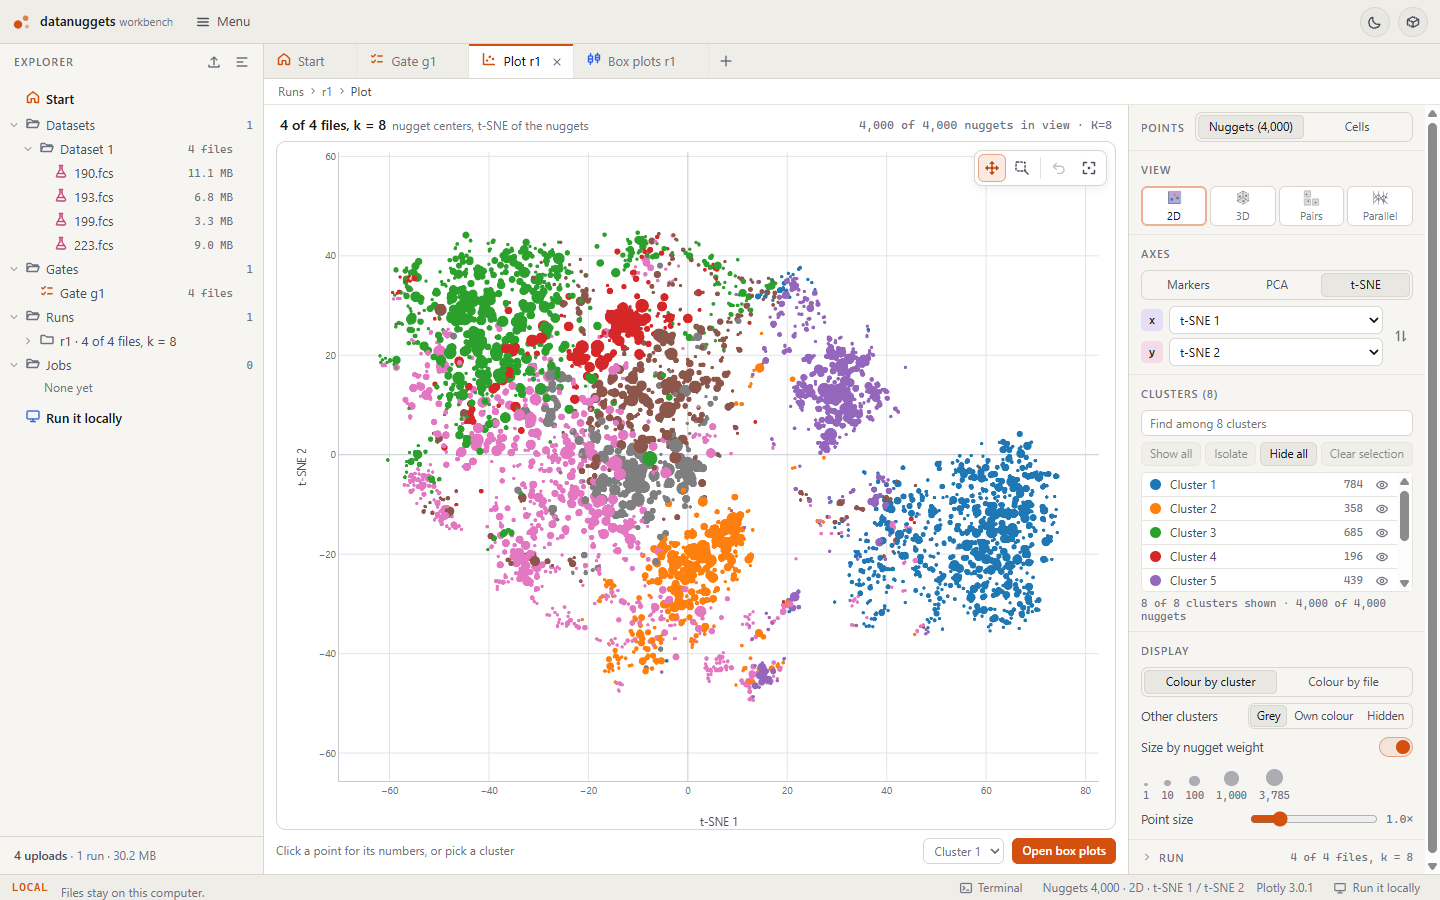 datanuggets workbench
Menu
EXPLORER
Start
Datasets 1
Dataset 1 4 files
190.fcs 11.1 MB
193.fcs 6.8 MB
199.fcs 3.3 MB
223.fcs 9.0 MB
Gates 1
Gate g1 4 files
Runs 1
r1 · 4 of 4 files, k = 8
Jobs 0
None yet
Run it locally
4 uploads · 1 run · 30.2 MB
Start
Gate g1
Plot r1
Box plots r1
Runs > r1 > Plot
4 of 4 files, k = 8 nugget centers, t-SNE of the nuggets
4,000 of 4,000 nuggets in view · K=8
60
40
20
0
−20
−40
−60
t-SNE 2
−60 −40 −20 0 20 40 60 80
t-SNE 1
Click a point for its numbers, or pick a cluster
Cluster 1
Open box plots
POINTS
Nuggets (4,000)
Cells
VIEW
2D
3D
Pairs
Parallel
AXES
Markers
PCA
t-SNE
x t-SNE 1
y t-SNE 2
CLUSTERS (8)
Find among 8 clusters
Show all
Isolate
Hide all
Clear selection
Cluster 1 784
Cluster 2 358
Cluster 3 685
Cluster 4 196
Cluster 5 439
8 of 8 clusters shown · 4,000 of 4,000
nuggets
DISPLAY
Colour by cluster
Colour by file
Other clusters
Grey
Own colour
Hidden
Size by nugget weight
1 10 100 1,000 3,785
Point size 1.0×
RUN 4 of 4 files, k = 8
LOCAL Files stay on this computer.
Terminal
Nuggets 4,000 · 2D · t-SNE 1 / t-SNE 2
Plotly 3.0.1
Run it locally